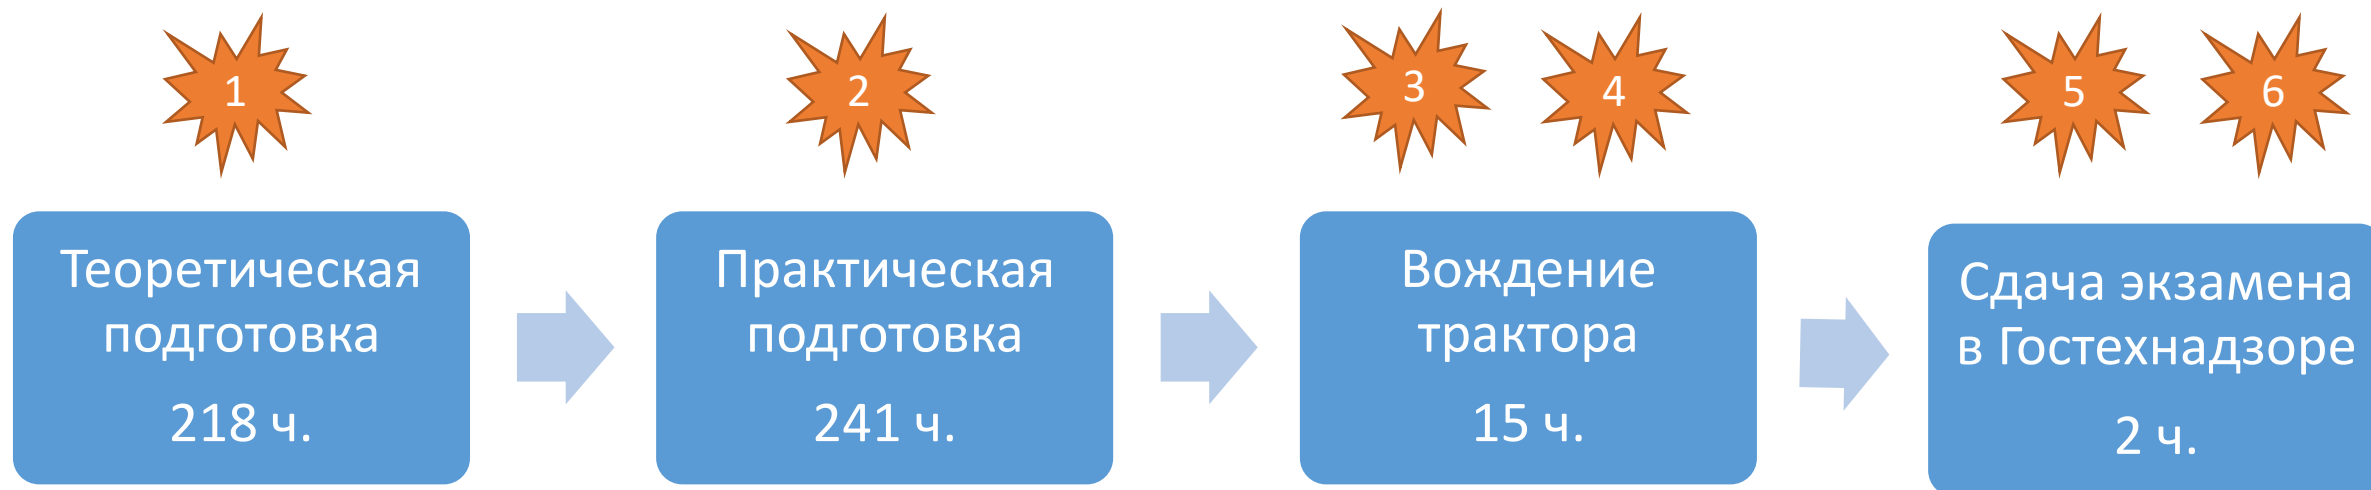 1
2
3
4
5
6
Теоретическая
подготовка
218 ч.
Практическая
подготовка
241 ч.
Вождение
трактора
15 ч.
Сдача экзамена
в Гостехнадзоре
2 ч.